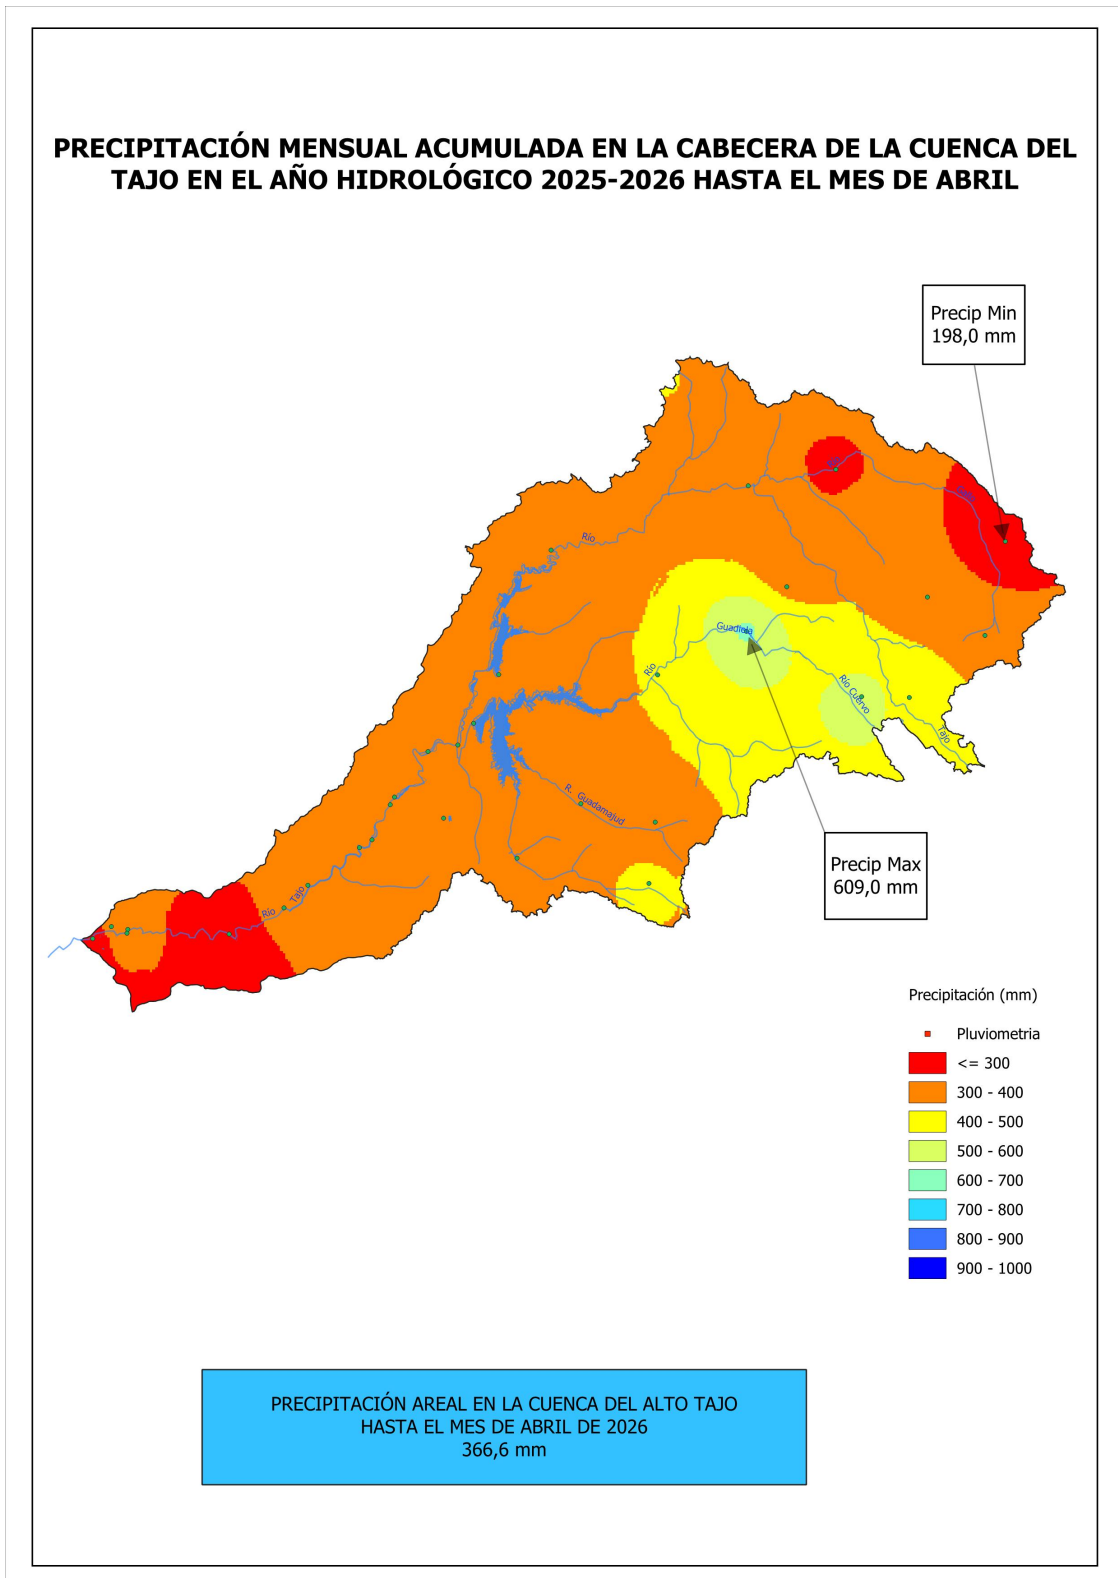 PRECIPITACIÓN MENSUAL ACUMULADA EN LA CABECERA DE LA CUENCA DEL
TAJO EN EL AÑO HIDROLÓGICO 2025-2026 HASTA EL MES DE ABRIL
Precip Min
198,0 mm
Río
Tajo
Río
Guadiela
Río
Río Cuervo
Tajo
R. Guadamajud
Precip Max
609,0 mm
Río
Tajo
Precipitación (mm)
Pluviometria
<= 300
300 - 400
400 - 500
500 - 600
600 - 700
700 - 800
800 - 900
900 - 1000
PRECIPITACIÓN AREAL EN LA CUENCA DEL ALTO TAJO
HASTA EL MES DE ABRIL DE 2026
366,6 mm